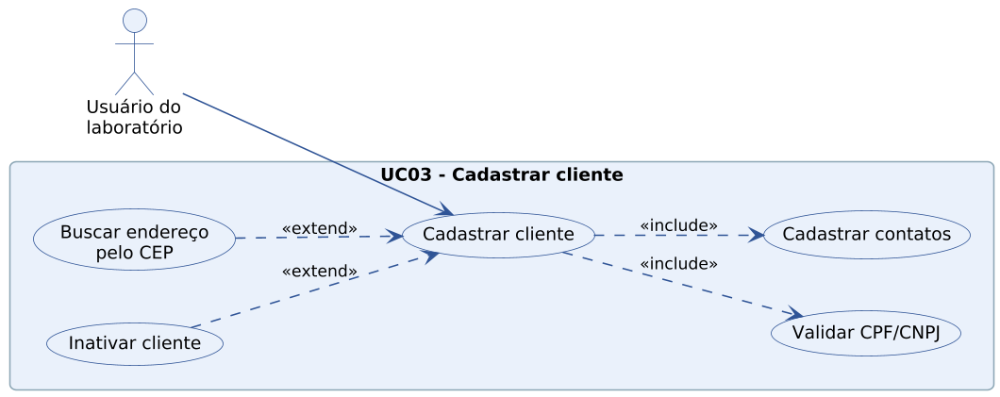 Usuário do
laboratório
UC03 - Cadastrar cliente
Buscar endereço
pelo CEP
«extend»
Cadastrar cliente
«include»
Cadastrar contatos
«extend»
«include»
Inativar cliente
Validar CPF/CNPJ